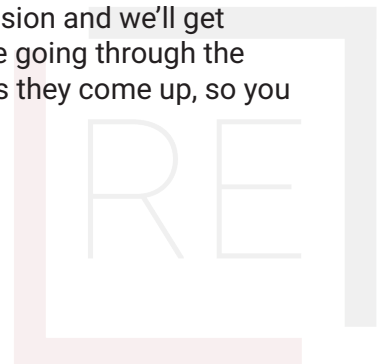 sion and we’ll get
going through the
s they come up, so you
RE